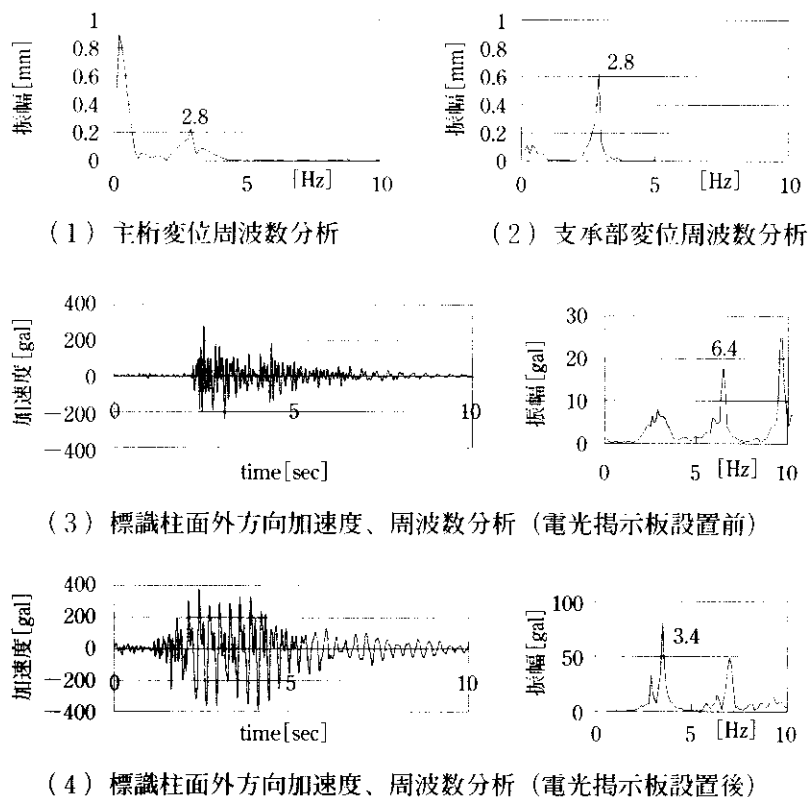 1
0.8
0.6
0.4
0.2
0
振幅[mm]
2.8
0 5 [Hz] 10
(1) 主桁変位周波数分析
1
0.8
0.6
0.4
0.2
0
振幅[mm]
2.8
0 5 [Hz] 10
(2) 支承部変位周波数分析
400
200
0
−200
−400
加速度[gal]
0 5 10
time[sec]
30
20
10
0
振幅[gal]
6.4
0 5 [Hz] 10
(3) 標識柱面外方向加速度、周波数分析(電光掲示板設置前)
400
200
0
−200
−400
加速度[gal]
0 5 10
time[sec]
100
50
0
振幅[gal]
3.4
0 5 [Hz] 10
(4) 標識柱面外方向加速度、周波数分析(電光掲示板設置後)